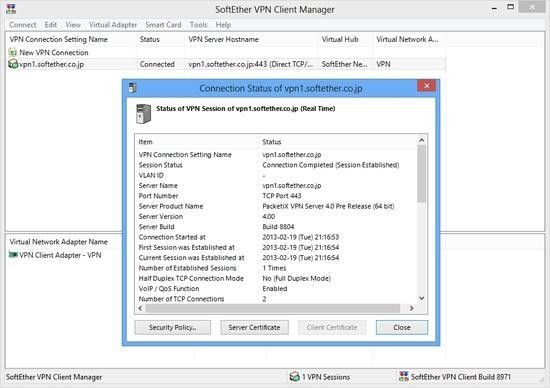 SoftEther VPN Client Manager
Connect Edit View Virtual Adapter Smart Card Tools Help
VPN Connection Setting Name Status VPN Server Hostname Virtual Hub Virtual Network A...
New VPN Connection
vpn1.softether.co.jp Connected vpn1.softether.co.jp:443 (Direct TCP/... SoftEther Ne... VPN
Connection Status of vpn1.softether.co.jp
Status of VPN Session of vpn1.softether.co.jp (Real Time)
Item Status
VPN Connection Setting Name vpn1.softether.co.jp
Session Status Connection Completed (Session Established)
VLAN ID -
Server Name vpn1.softether.co.jp
Port Number TCP Port 443
Server Product Name PacketiX VPN Server 4.0 Pre Release (64 bit)
Server Version 4.00
Server Build Build 8804
Connection Started at 2013-02-19 (Tue) 21:16:53
First Session was Established at 2013-02-19 (Tue) 21:16:54
Current Session was Established at 2013-02-19 (Tue) 21:16:54
Number of Established Sessions 1 Times
Half Duplex TCP Connection Mode No (Full Duplex Mode)
VoIP / QoS Function Enabled
Number of TCP Connections 2
Security Policy... Server Certificate Client Certificate Close
Virtual Network Adapter Name
VPN Client Adapter - VPN
SoftEther VPN Client Manager 1 VPN Sessions SoftEther VPN Client Build 8971